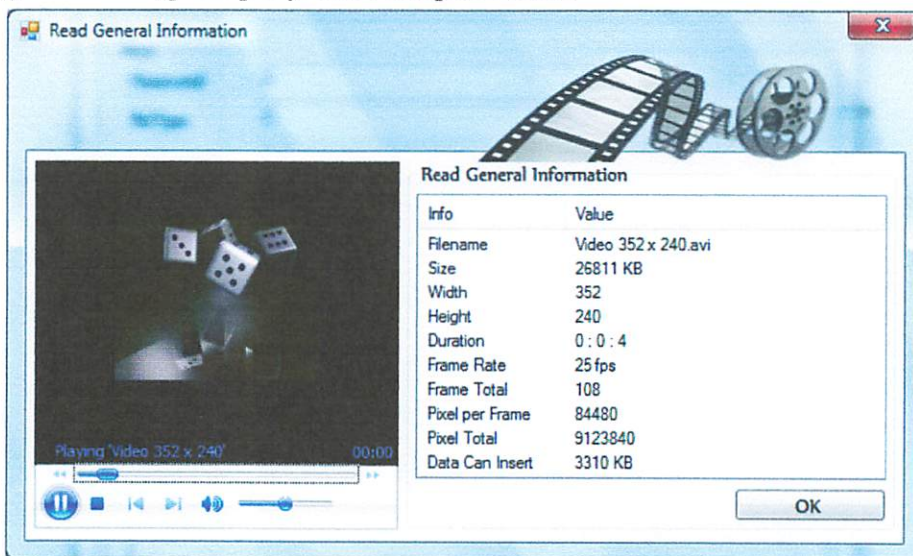 Read General Information
Read General Information
Info Value
Filename Video 352 x 240.avi
Size 26811 KB
Width 352
Height 240
Duration 0 : 0 : 4
Frame Rate 25 fps
Frame Total 108
Pixel per Frame 84480
Pixel Total 9123840
Data Can Insert 3310 KB
Playing 'Video 352 x 240' 00:00
OK